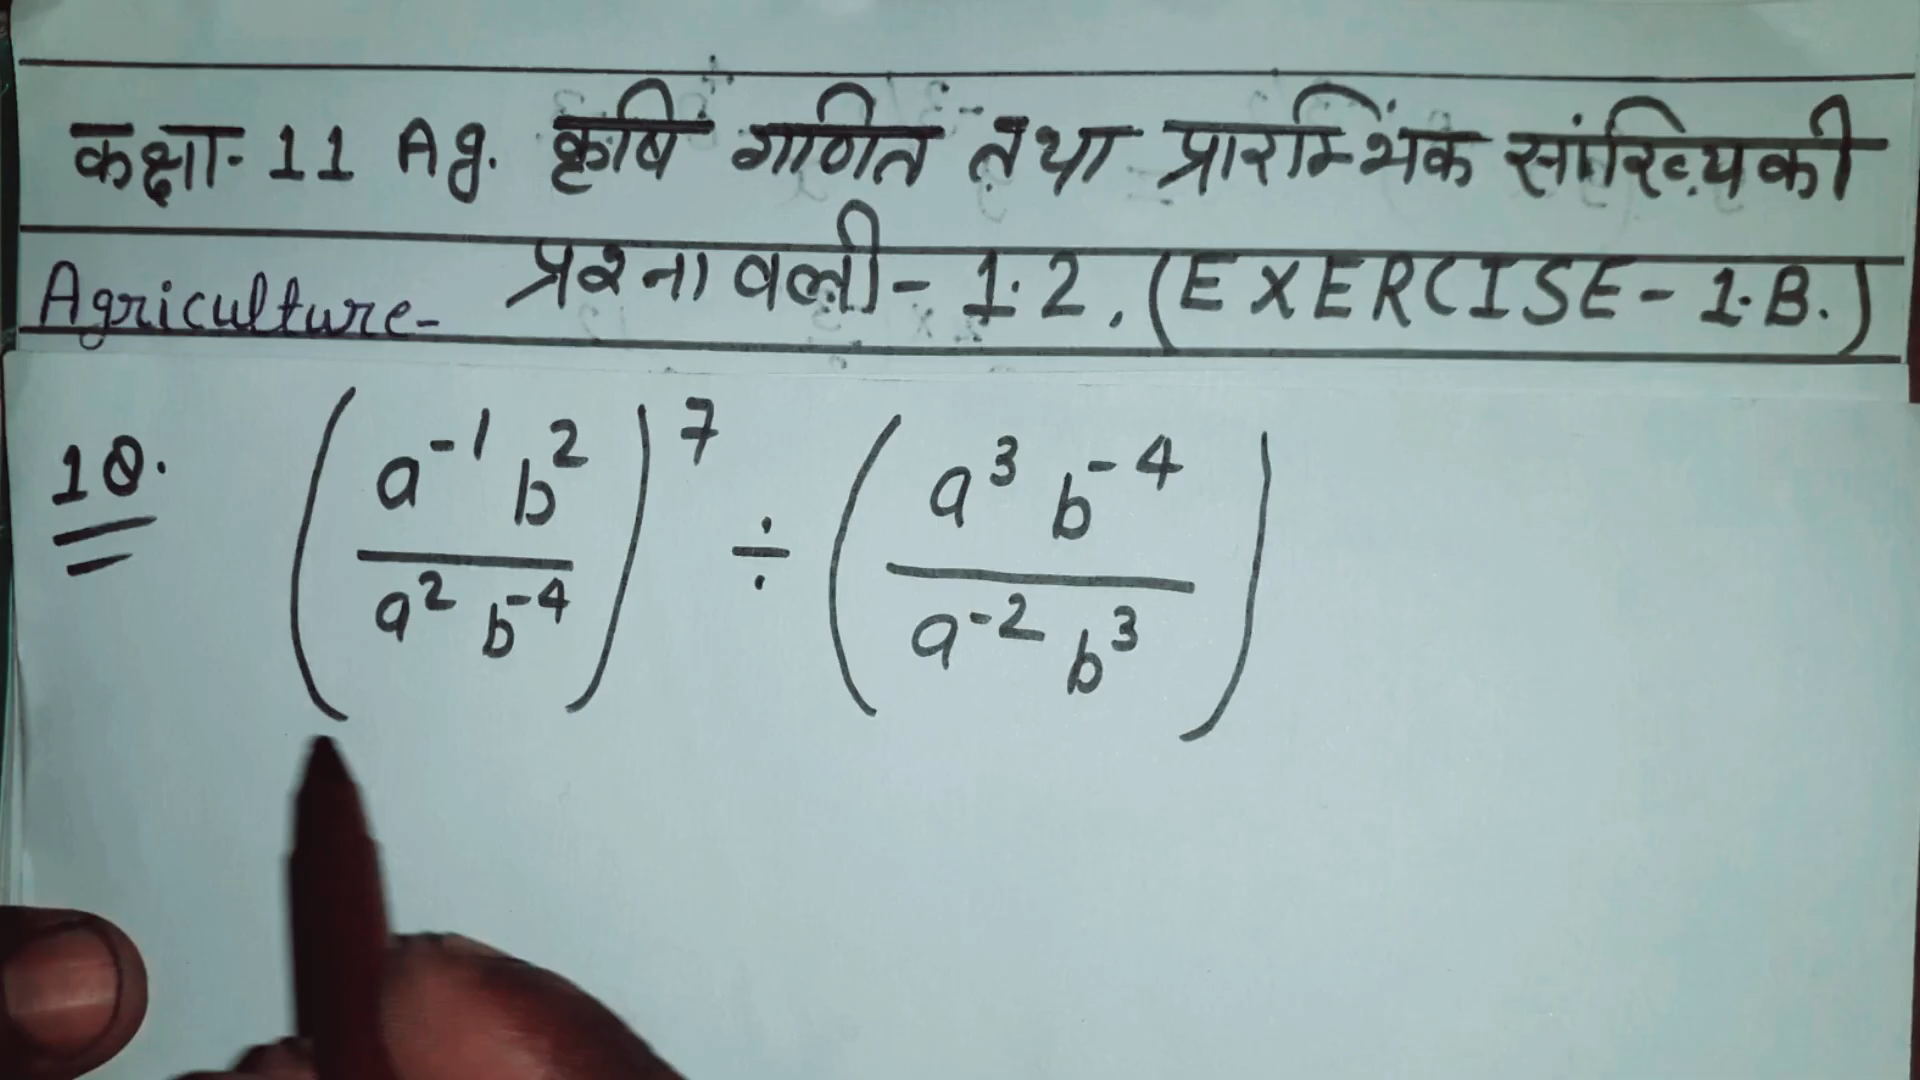 कक्षा- 11 Ag. कृषि गणित तथा प्रारम्भिंक सांख्यिकी
Agriculture- प्रश्नावली- 1.2. (EXERCISE- 1.B.)
10. (a⁻¹ b² / a² b⁻⁴)⁷ ÷ (a³ b⁻⁴ / a⁻² b³)